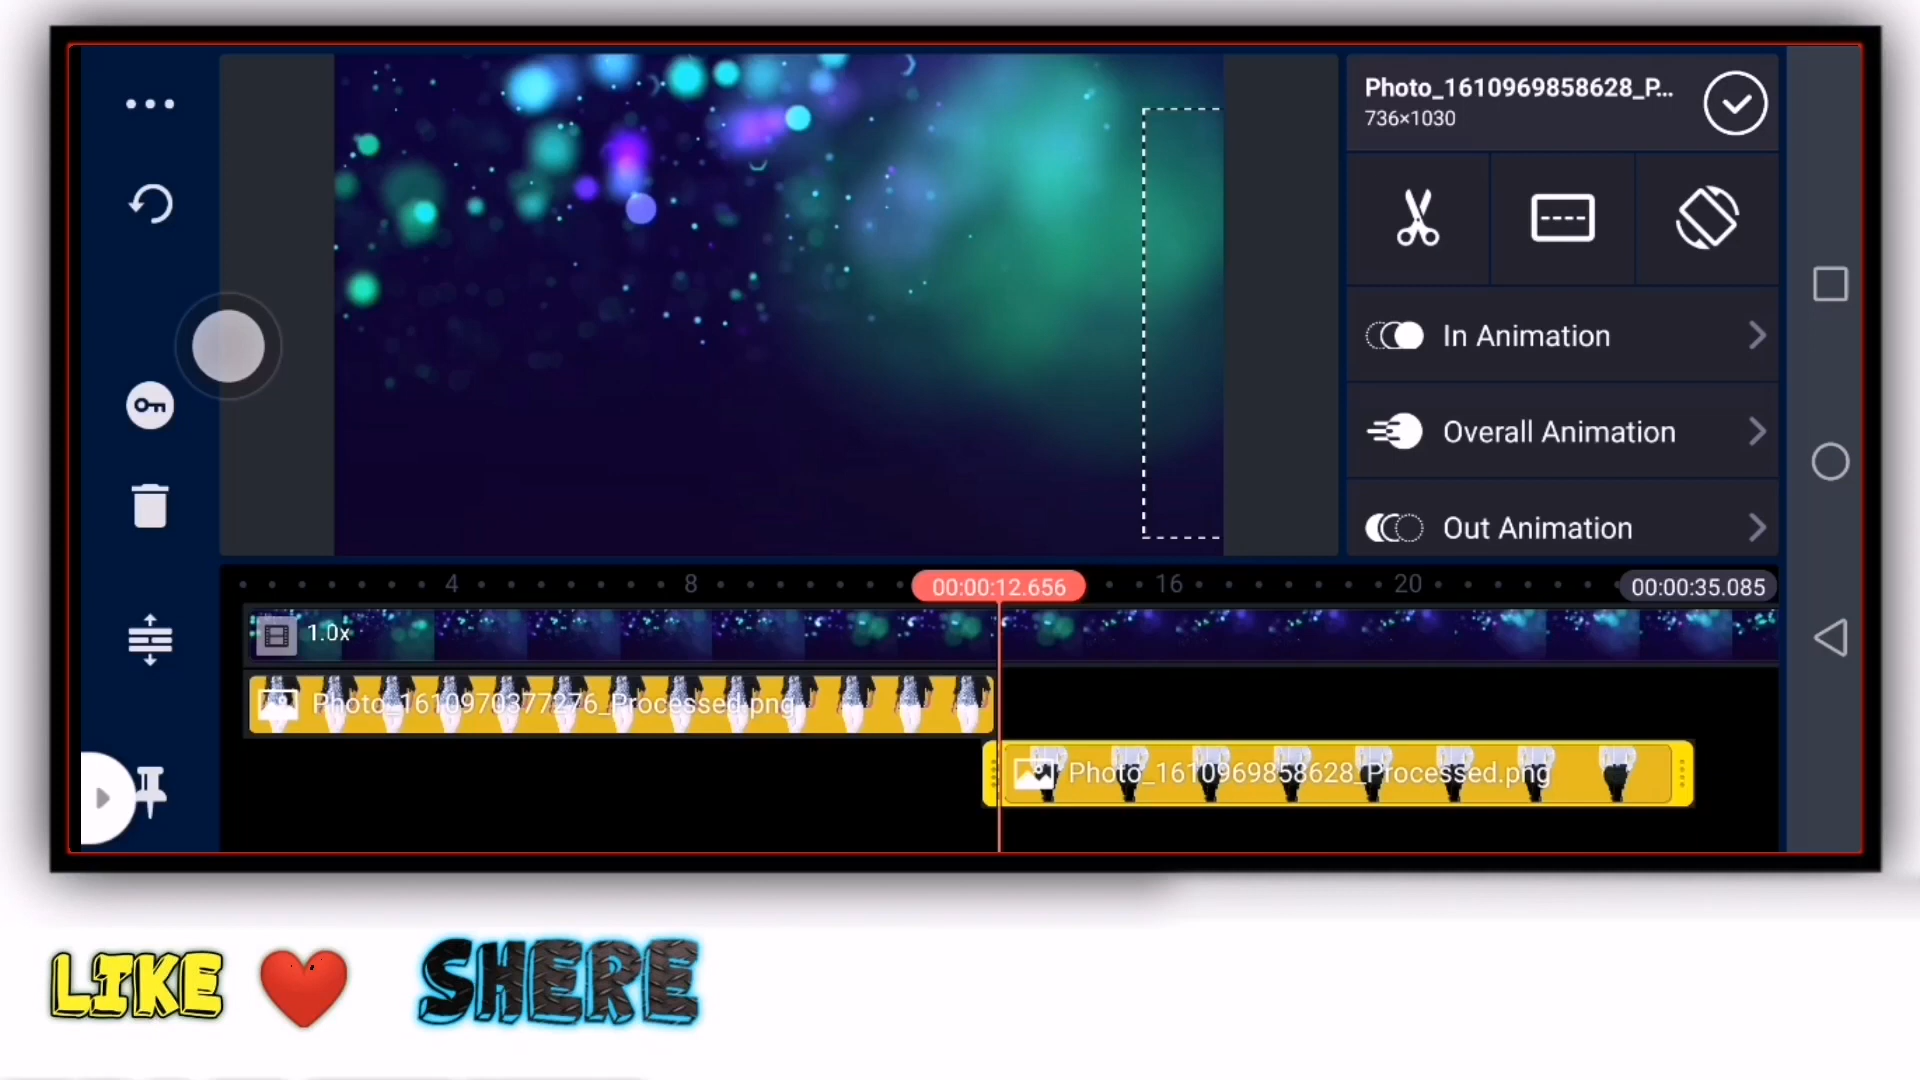 Photo_1610969858628_P...
736×1030
In Animation
Overall Animation
Out Animation
4
8
00:00:12.656
16
20
00:00:35.085
1.0x
Photo_1610970377276_Processed.png
Photo_1610969858628_Processed.png
LIKE
SHERE